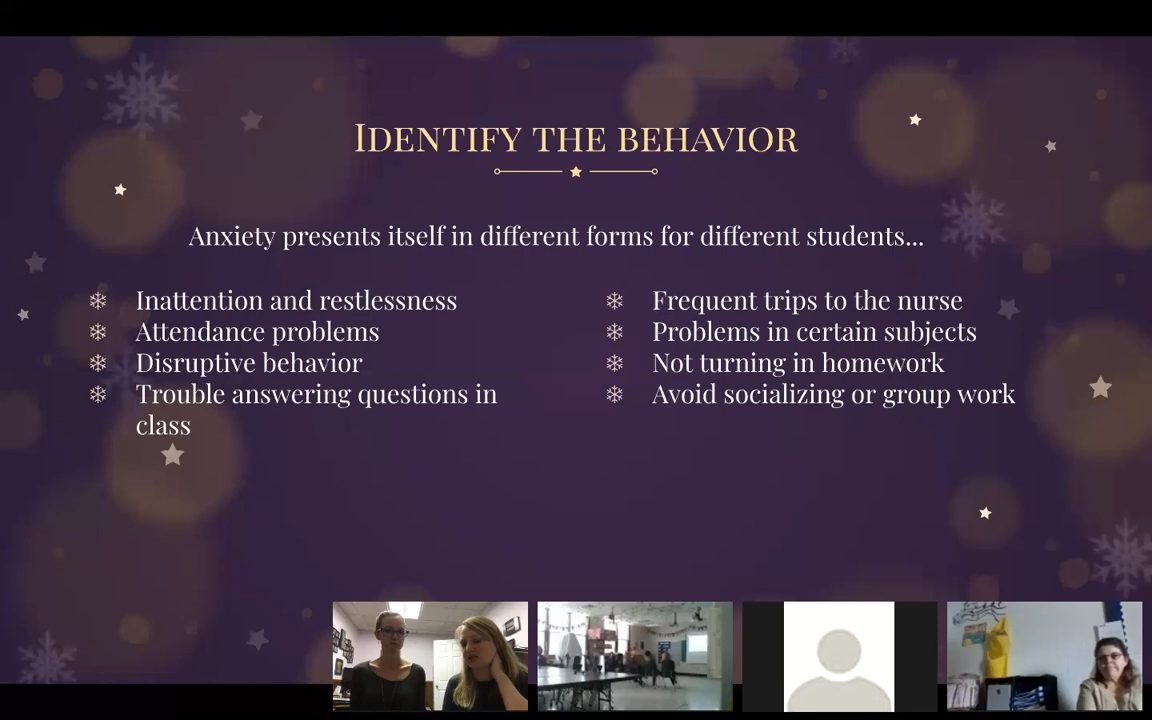 Identify the behavior
Anxiety presents itself in different forms for different students...
Inattention and restlessness
Attendance problems
Disruptive behavior
Trouble answering questions in
class
Frequent trips to the nurse
Problems in certain subjects
Not turning in homework
Avoid socializing or group work